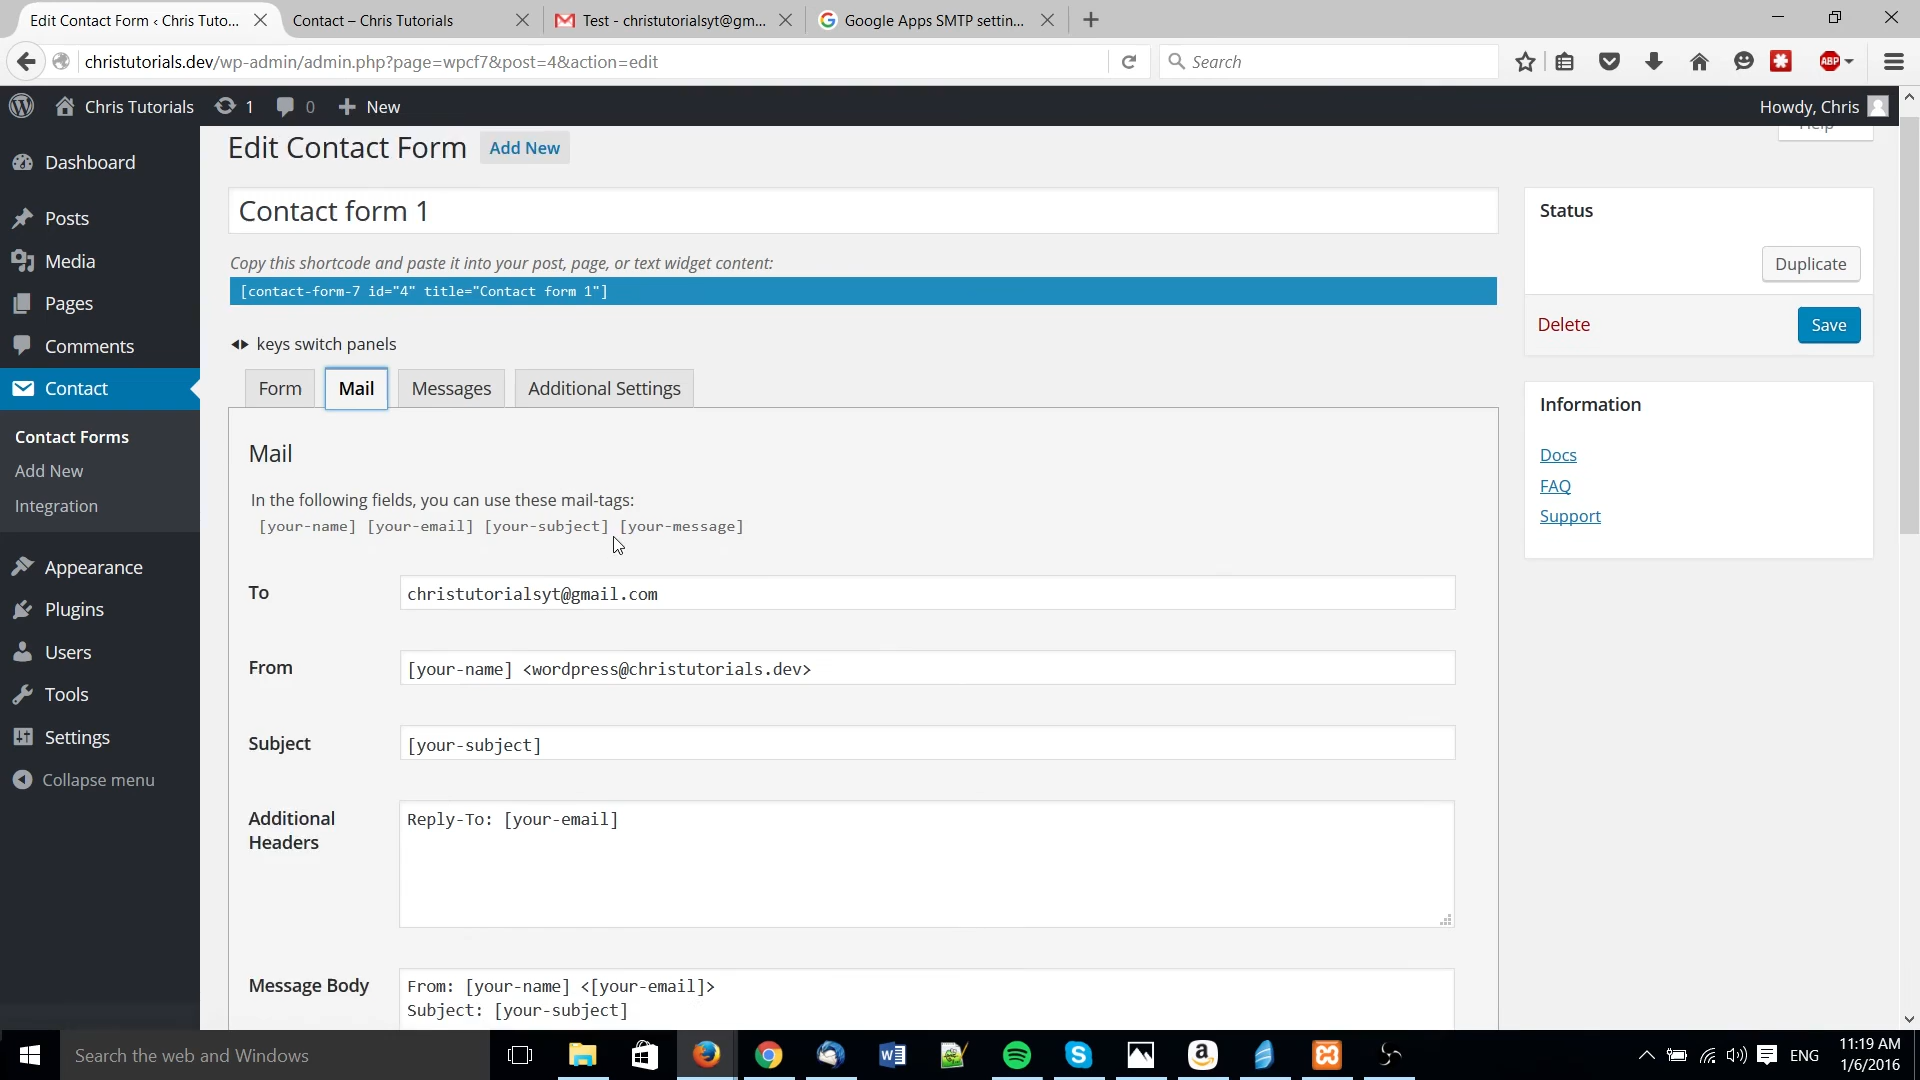 Edit Contact Form ‹ Chris Tuto...
Contact – Chris Tutorials
Test - christutorialsyt@gm...
Google Apps SMTP settin...
christutorials.dev/wp-admin/admin.php?page=wpcf7&post=4&action=edit
Search
ABP
Chris Tutorials
1
0
New
Howdy, Chris
Help
Dashboard
Posts
Media
Pages
Comments
Contact
Contact Forms
Add New
Integration
Appearance
Plugins
Users
Tools
Settings
Collapse menu
Edit Contact Form
Add New
Contact form 1
Copy this shortcode and paste it into your post, page, or text widget content:
[contact-form-7 id="4" title="Contact form 1"]
keys switch panels
Form
Mail
Messages
Additional Settings
Mail
In the following fields, you can use these mail-tags:
[your-name] [your-email] [your-subject] [your-message]
To
christutorialsyt@gmail.com
From
[your-name] <wordpress@christutorials.dev>
Subject
[your-subject]
Additional
Headers
Reply-To: [your-email]
Message Body
From: [your-name] <[your-email]>
Subject: [your-subject]
Status
Duplicate
Delete
Save
Information
Docs
FAQ
Support
Search the web and Windows
ENG
11:19 AM
1/6/2016